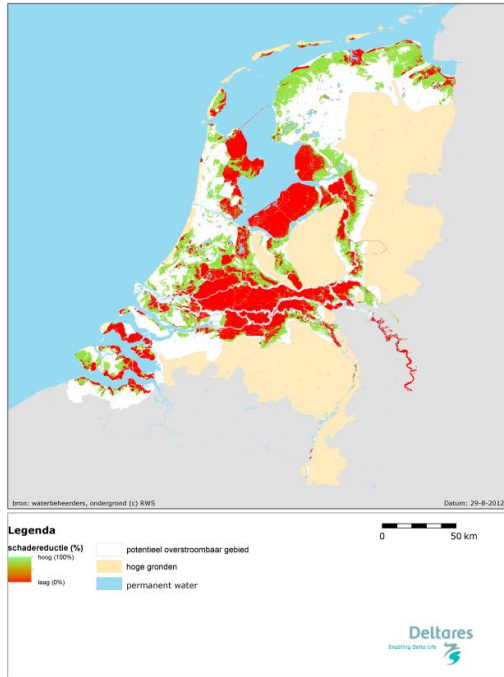 bron: waterbeheerders, ondergrond (c) RWS
Datum: 29-8-2012
Legenda
schadereductie (%)
hoog (100%)
laag (0%)
potentieel overstroombaar gebied
hoge gronden
permanent water
0 50 km
Deltares
Enabling Delta Life